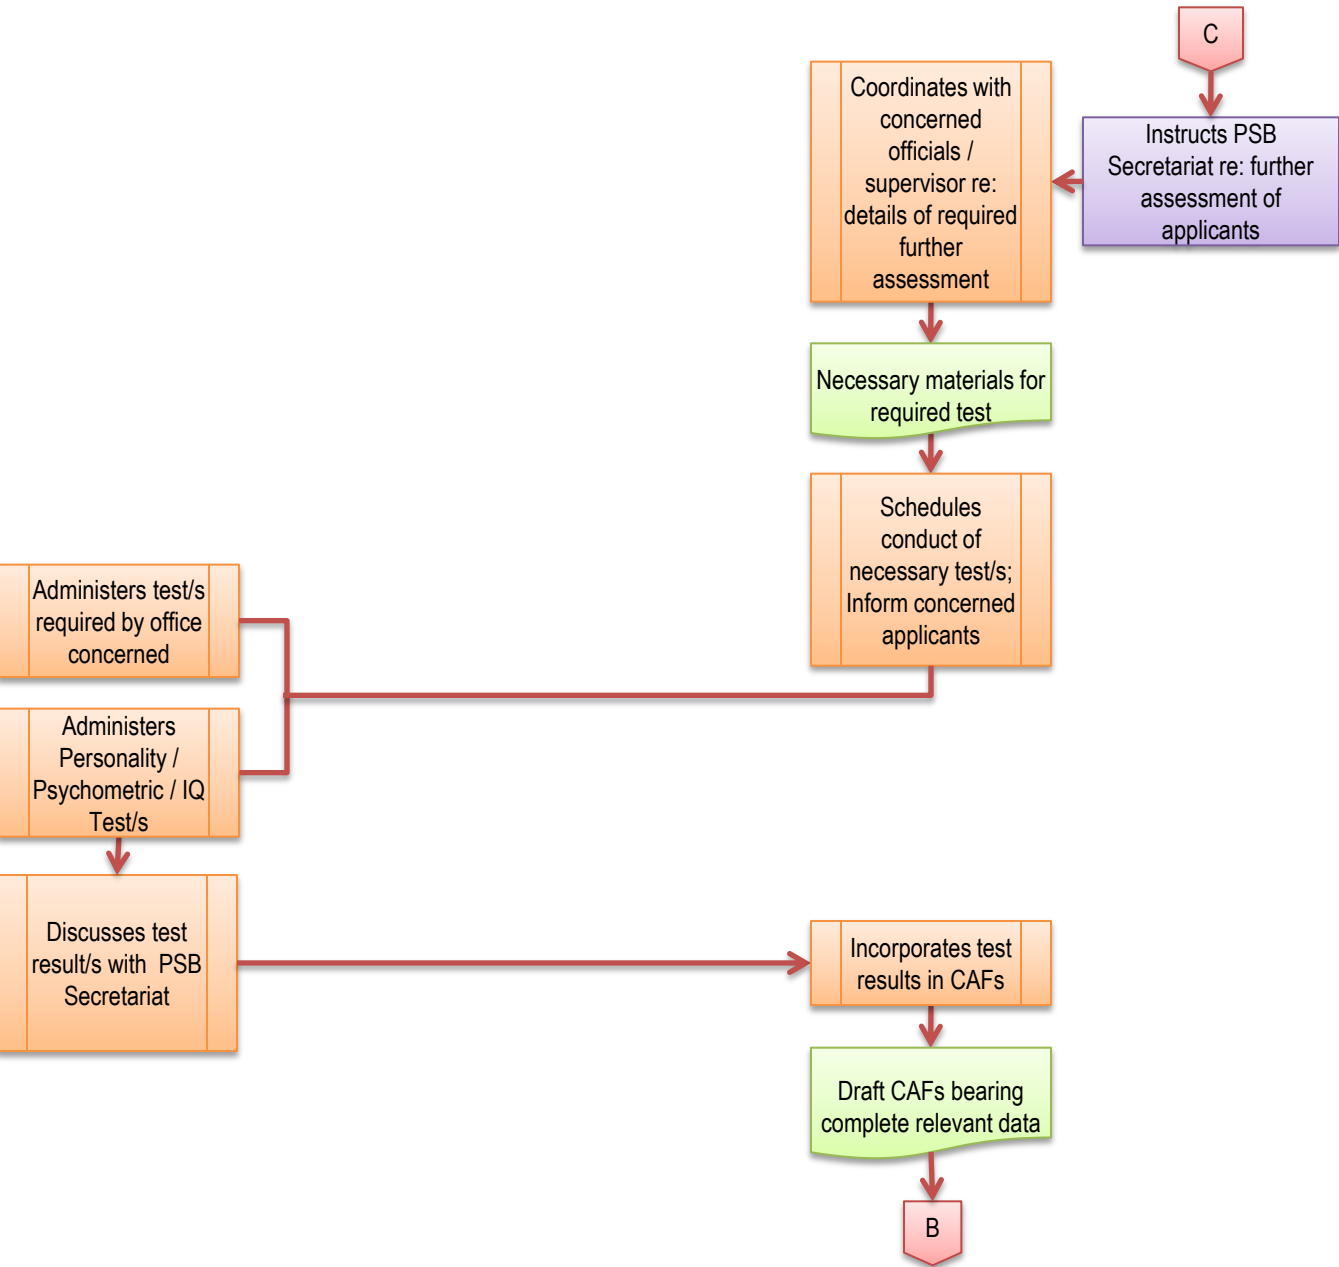 C
Instructs PSB
Secretariat re: further
assessment of
applicants
Coordinates with
concerned
officials /
supervisor re:
details of required
further
assessment
Necessary materials for
required test
Schedules
conduct of
necessary test/s;
Inform concerned
applicants
Administers test/s
required by office
concerned
Administers
Personality /
Psychometric / IQ
Test/s
Discusses test
result/s with PSB
Secretariat
Incorporates test
results in CAFs
Draft CAFs bearing
complete relevant data
B